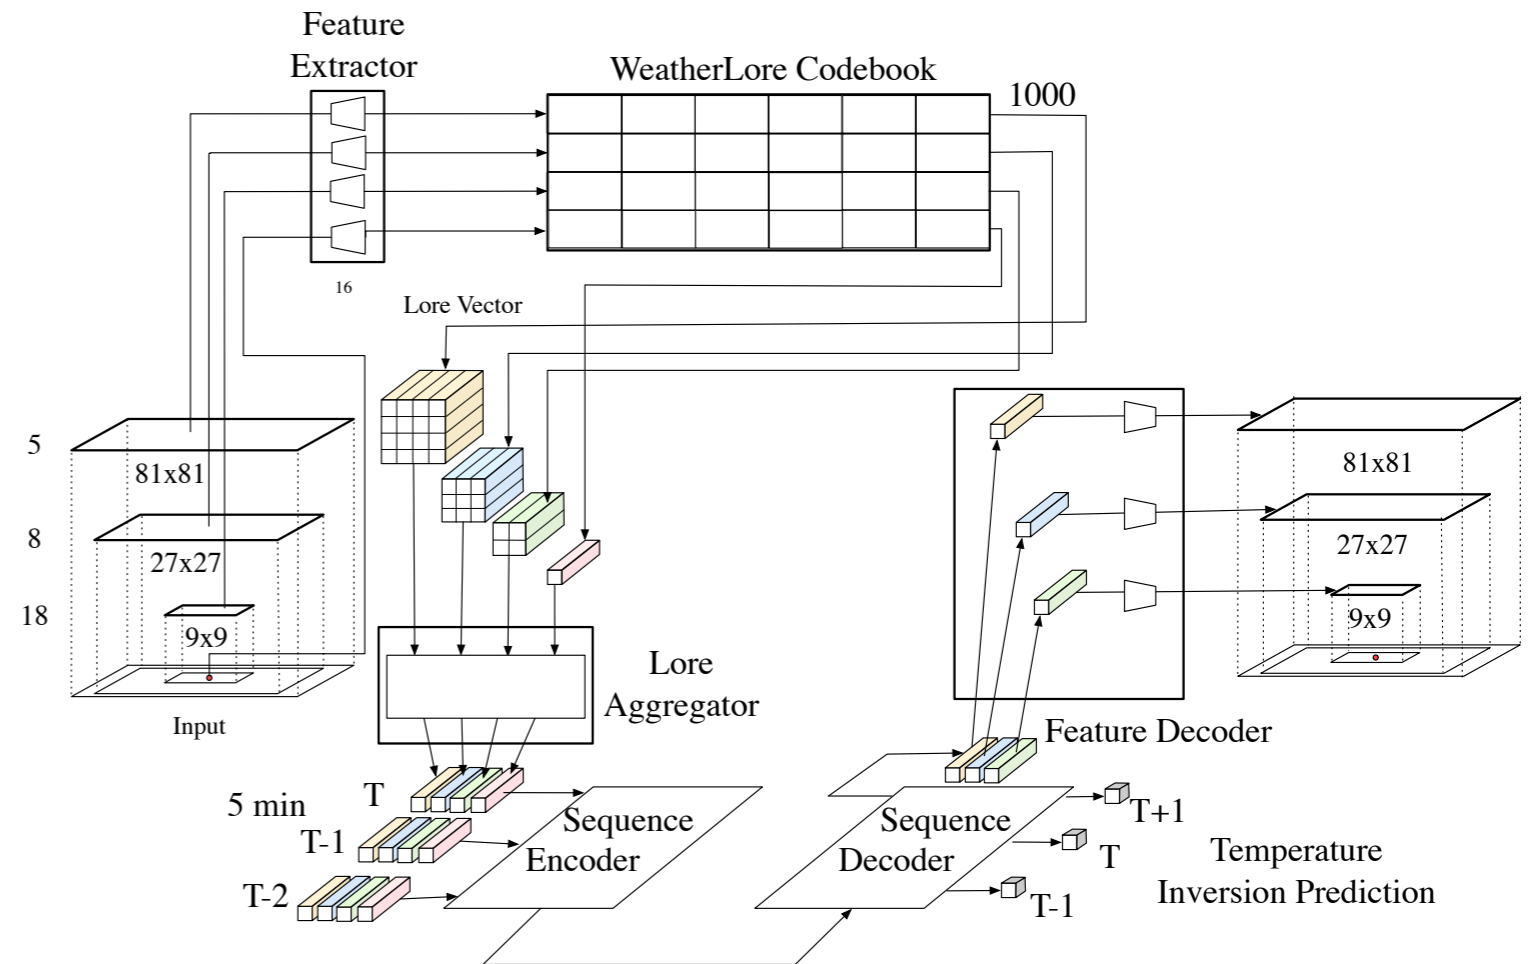 Feature
Extractor
WeatherLore Codebook
1000
16
Lore Vector
5
81x81
8
27x27
18
9x9
Input
Lore
Aggregator
5 min
T
T-1
T-2
Sequence
Encoder
Sequence
Decoder
T+1
T
T-1
Feature Decoder
81x81
27x27
9x9
Temperature
Inversion Prediction